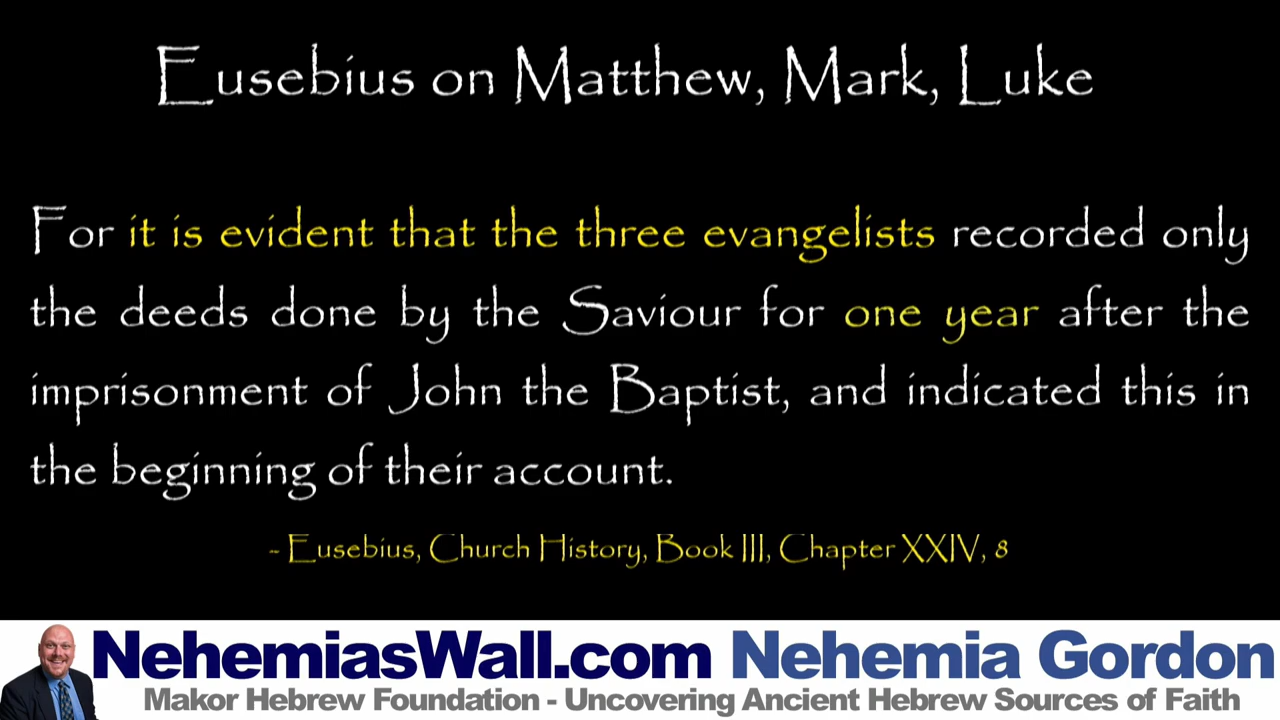 Eusebius on Matthew, Mark, Luke
For it is evident that the three evangelists recorded only
the deeds done by the Saviour for one year after the
imprisonment of John the Baptist, and indicated this in
the beginning of their account.
- Eusebius, Church History, Book III, Chapter XXIV, 8
NehemiasWall.com Nehemia Gordon
Makor Hebrew Foundation - Uncovering Ancient Hebrew Sources of Faith